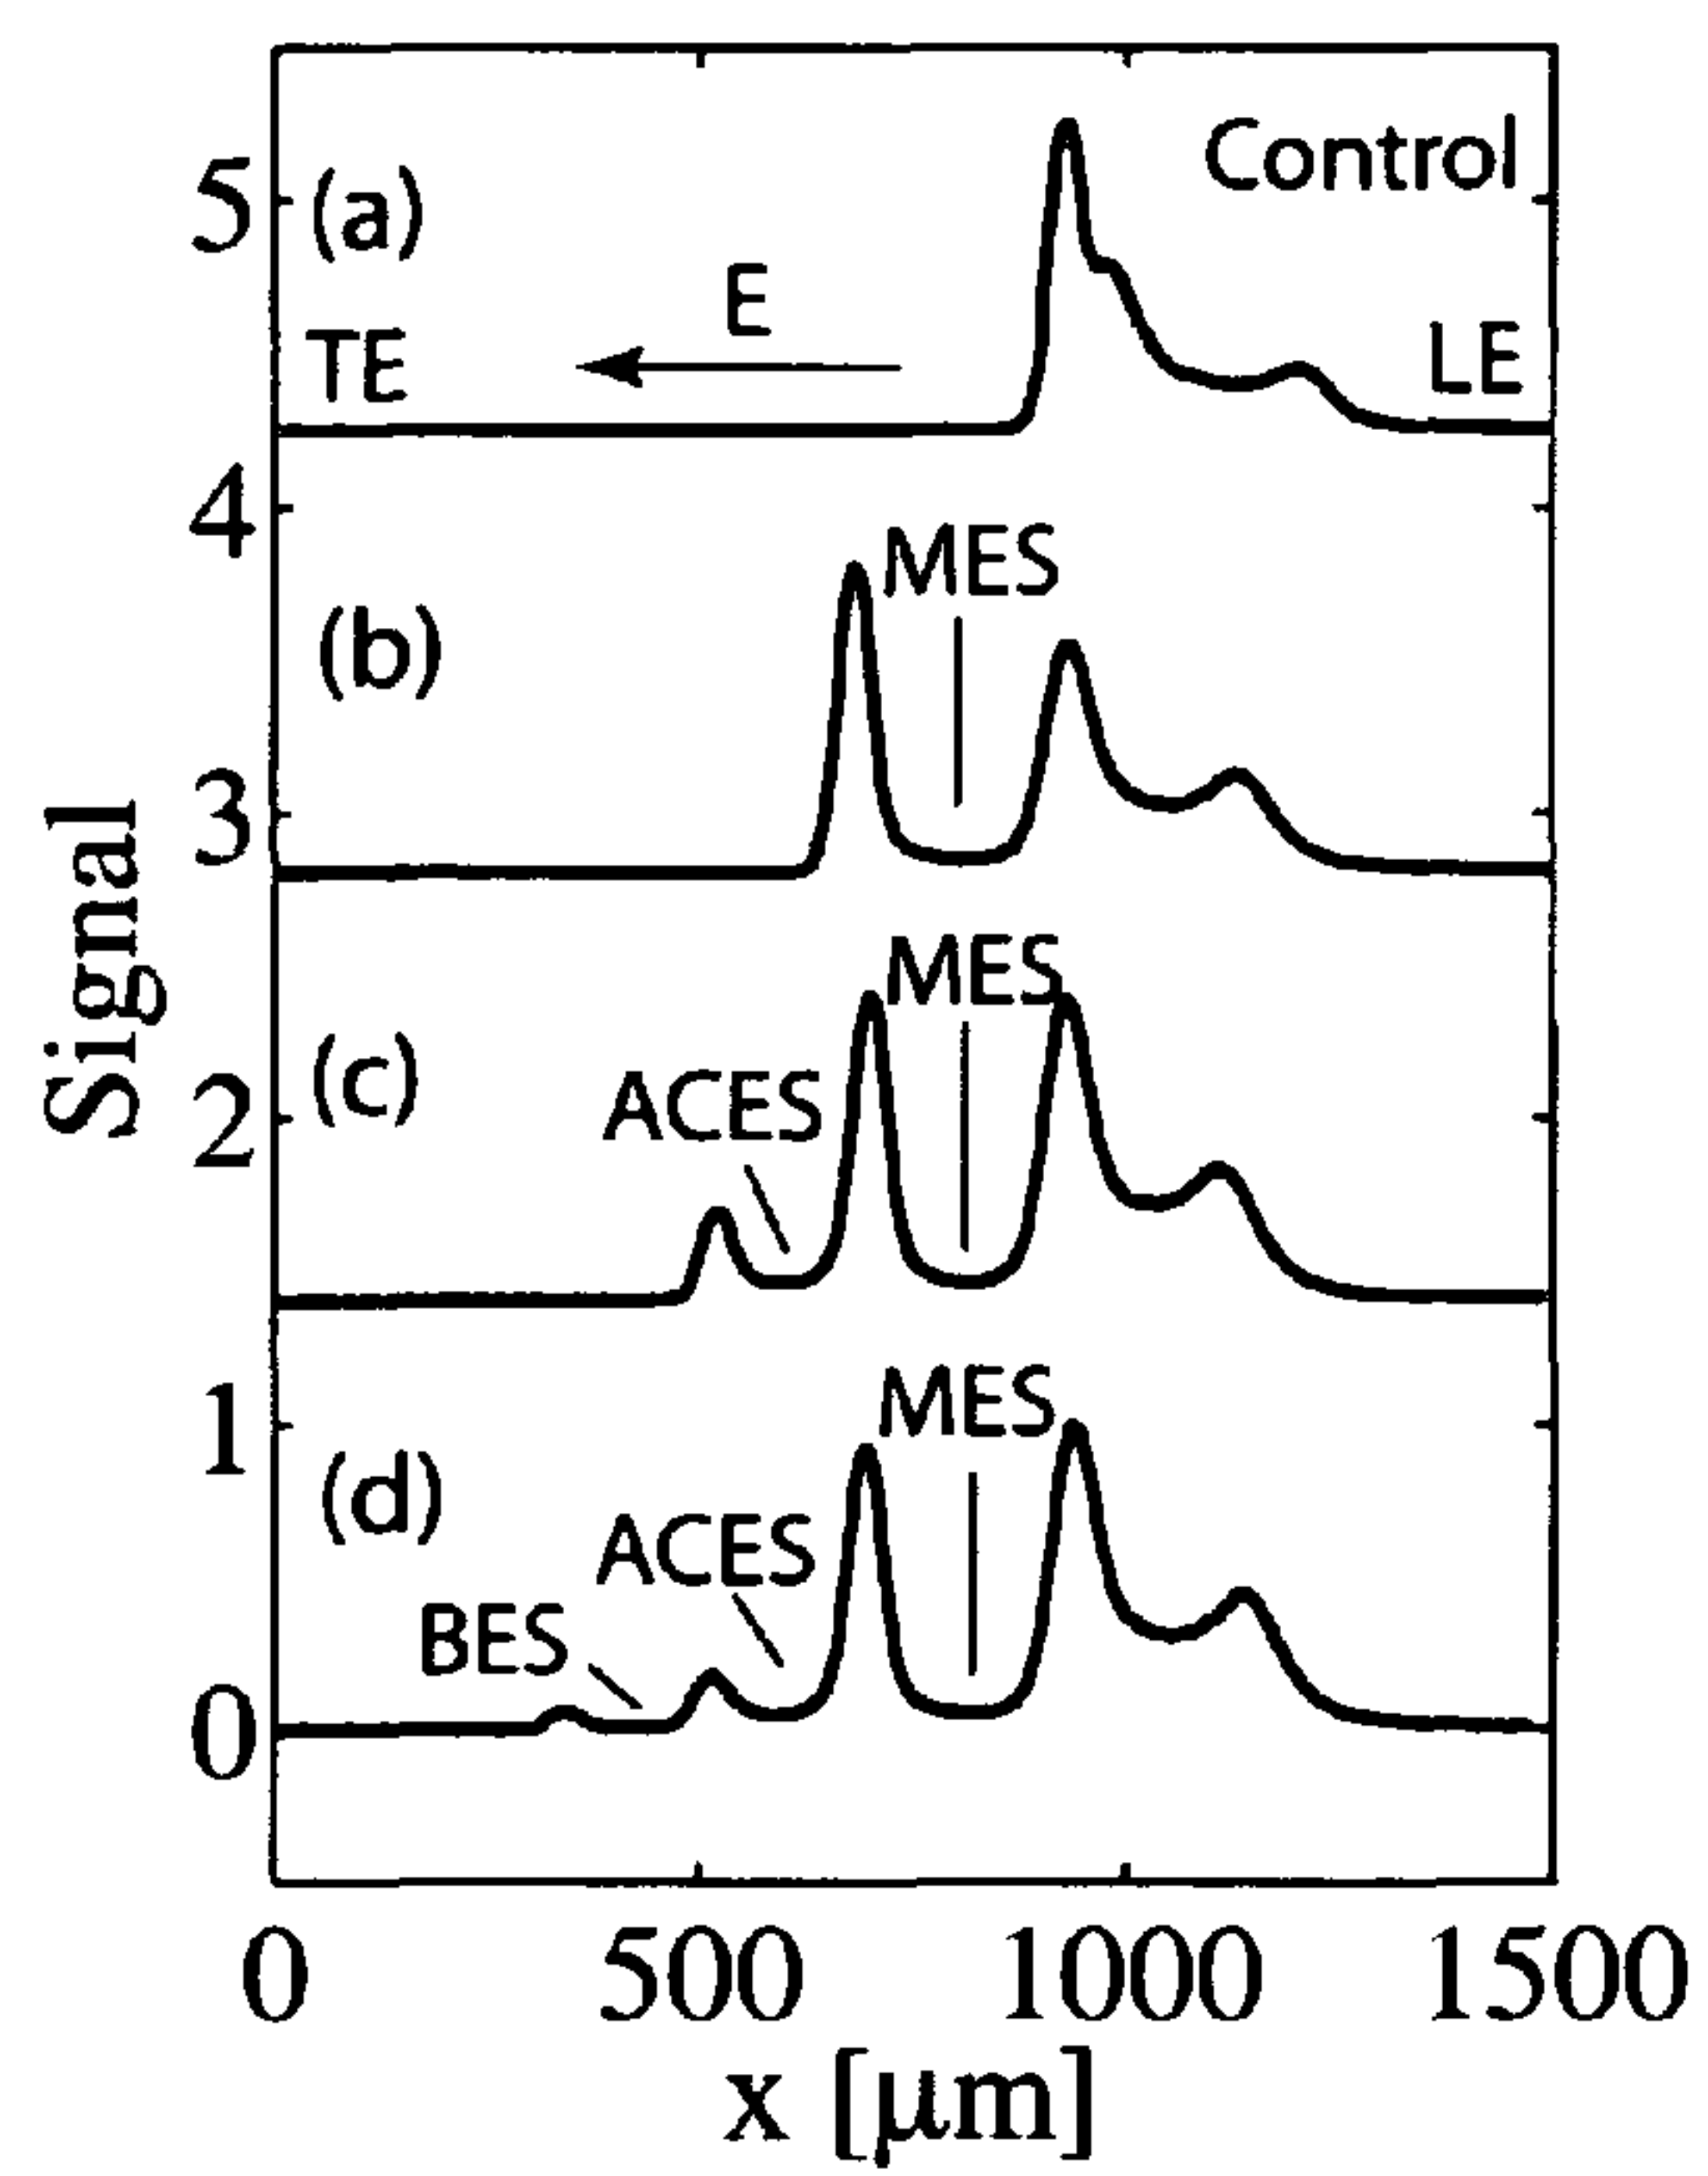 Control
5
(a)
E
TE
LE
4
MES
(b)
3
MES
ACES
(c)
2
MES
1
(d)
ACES
BES
0
Signal
0 500 1000 1500
x [μm]